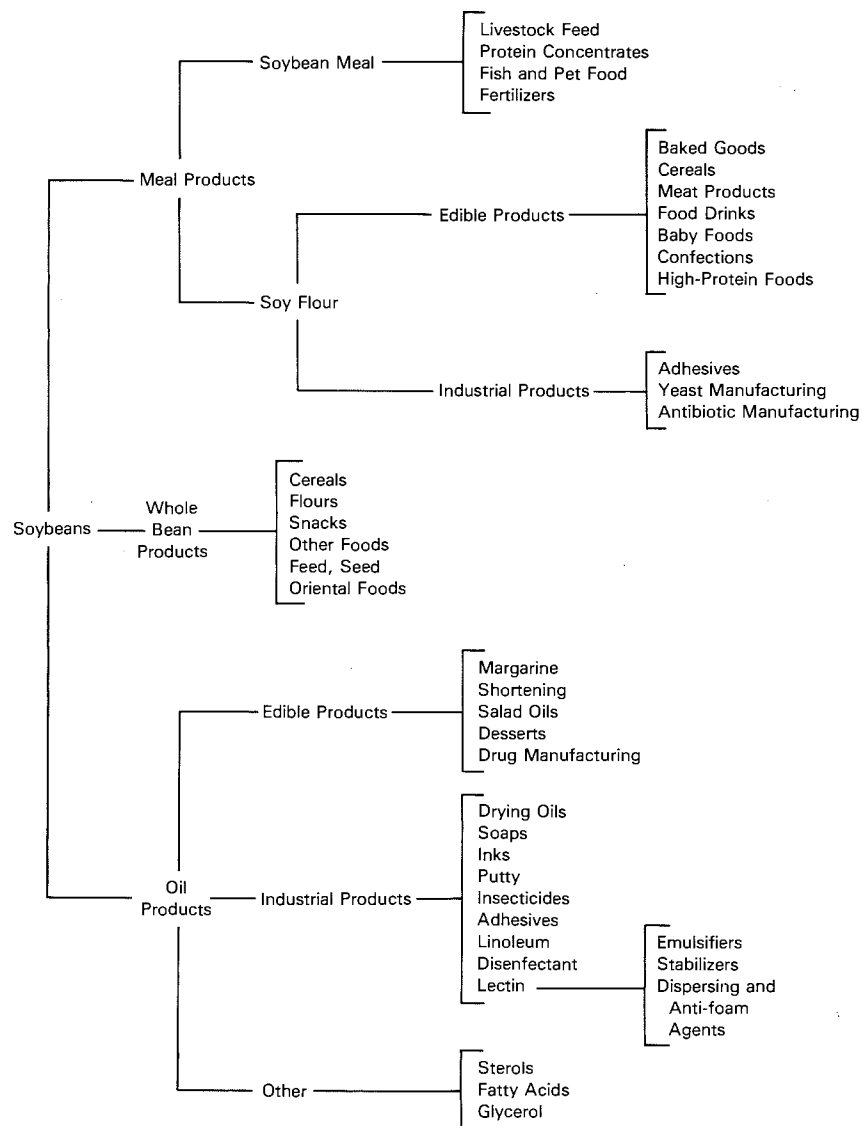 Livestock Feed
Protein Concentrates
Fish and Pet Food
Fertilizers
Soybean Meal
Meal Products
Baked Goods
Cereals
Meat Products
Food Drinks
Baby Foods
Confections
High-Protein Foods
Edible Products
Soy Flour
Industrial Products
Adhesives
Yeast Manufacturing
Antibiotic Manufacturing
Soybeans
Whole
Bean
Products
Cereals
Flours
Snacks
Other Foods
Feed, Seed
Oriental Foods
Edible Products
Margarine
Shortening
Salad Oils
Desserts
Drug Manufacturing
Oil
Products
Industrial Products
Drying Oils
Soaps
Inks
Putty
Insecticides
Adhesives
Linoleum
Disenfectant
Lectin
Emulsifiers
Stabilizers
Dispersing and
Anti-foam
Agents
Other
Sterols
Fatty Acids
Glycerol